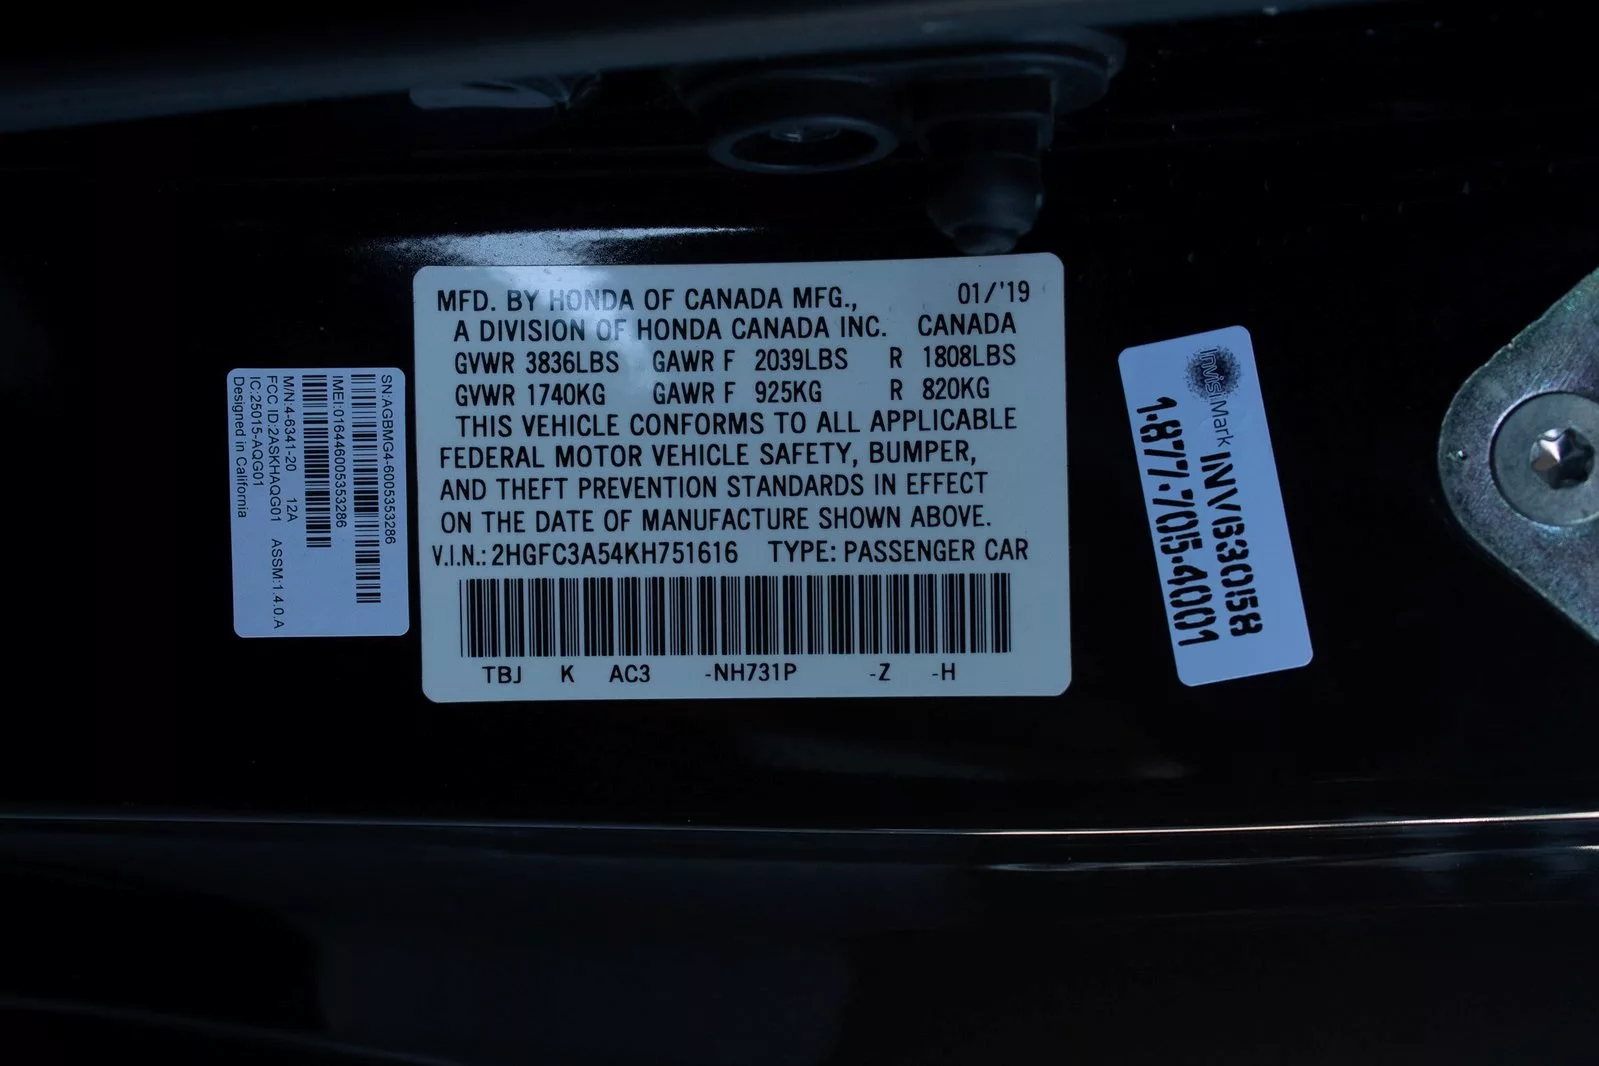 SN:AGBMG4-6005353286
IMEI:016446005353286
M/N:4-6341-20 12A
FCC ID:2ASKHAQG01 ASSM:1.4.0.A
IC:25015-AQG01
Designed in California
MFD. BY HONDA OF CANADA MFG., 01/'19
A DIVISION OF HONDA CANADA INC. CANADA
GVWR 3836LBS GAWR F 2039LBS R 1808LBS
GVWR 1740KG GAWR F 925KG R 820KG
THIS VEHICLE CONFORMS TO ALL APPLICABLE
FEDERAL MOTOR VEHICLE SAFETY, BUMPER,
AND THEFT PREVENTION STANDARDS IN EFFECT
ON THE DATE OF MANUFACTURE SHOWN ABOVE.
V.I.N.: 2HGFC3A54KH751616 TYPE: PASSENGER CAR
TBJ K AC3 -NH731P -Z -H
invisiMark INVB30158
1.877.705.4001